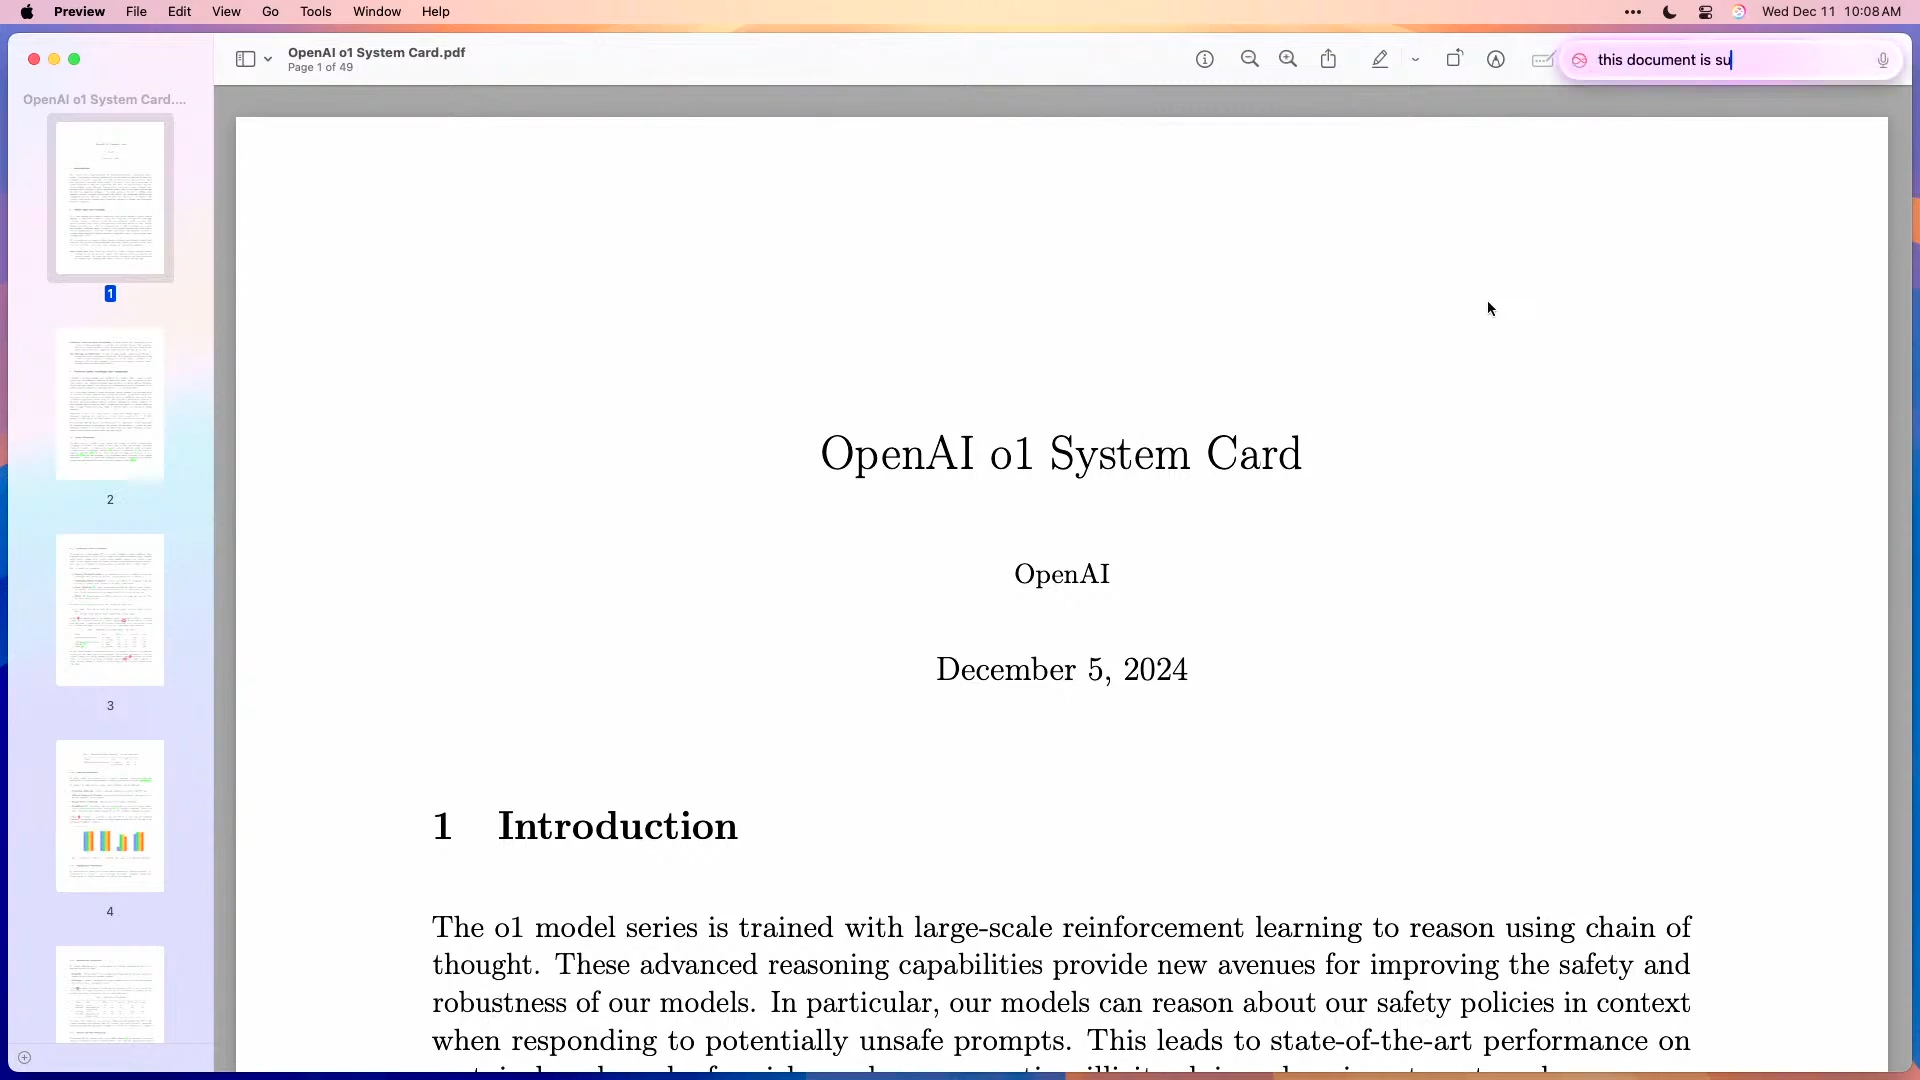 Preview File Edit View Go Tools Window Help
Wed Dec 11 10:08 AM
OpenAI o1 System Card.pdf
Page 1 of 49
this document is su
OpenAI o1 System Card....
1
2
3
4
OpenAI o1 System Card
OpenAI
December 5, 2024
1 Introduction
The o1 model series is trained with large-scale reinforcement learning to reason using chain of
thought. These advanced reasoning capabilities provide new avenues for improving the safety and
robustness of our models. In particular, our models can reason about our safety policies in context
when responding to potentially unsafe prompts. This leads to state-of-the-art performance on